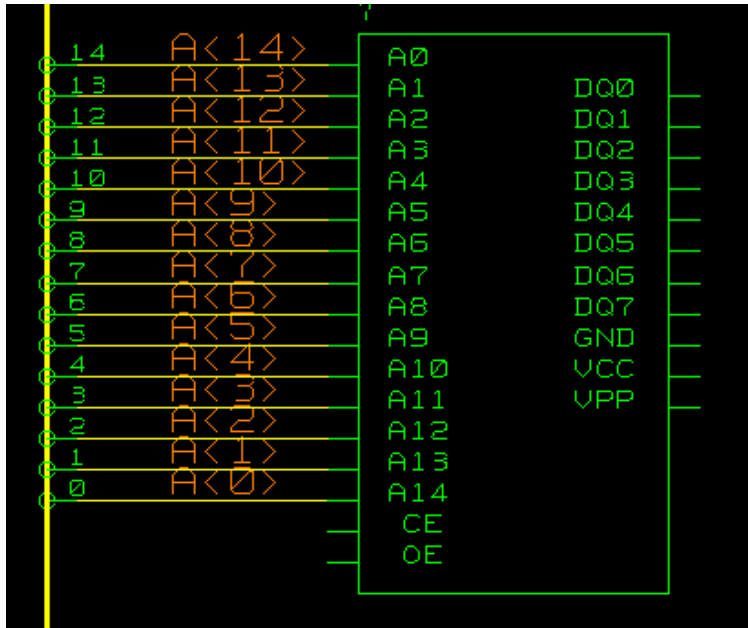 14 A<14> A0
13 A<13> A1 DQ0
12 A<12> A2 DQ1
11 A<11> A3 DQ2
10 A<10> A4 DQ3
9 A<9> A5 DQ4
8 A<8> A6 DQ5
7 A<7> A7 DQ6
6 A<6> A8 DQ7
5 A<5> A9 GND
4 A<4> A10 VCC
3 A<3> A11 VPP
2 A<2> A12
1 A<1> A13
0 A<0> A14
CE
OE